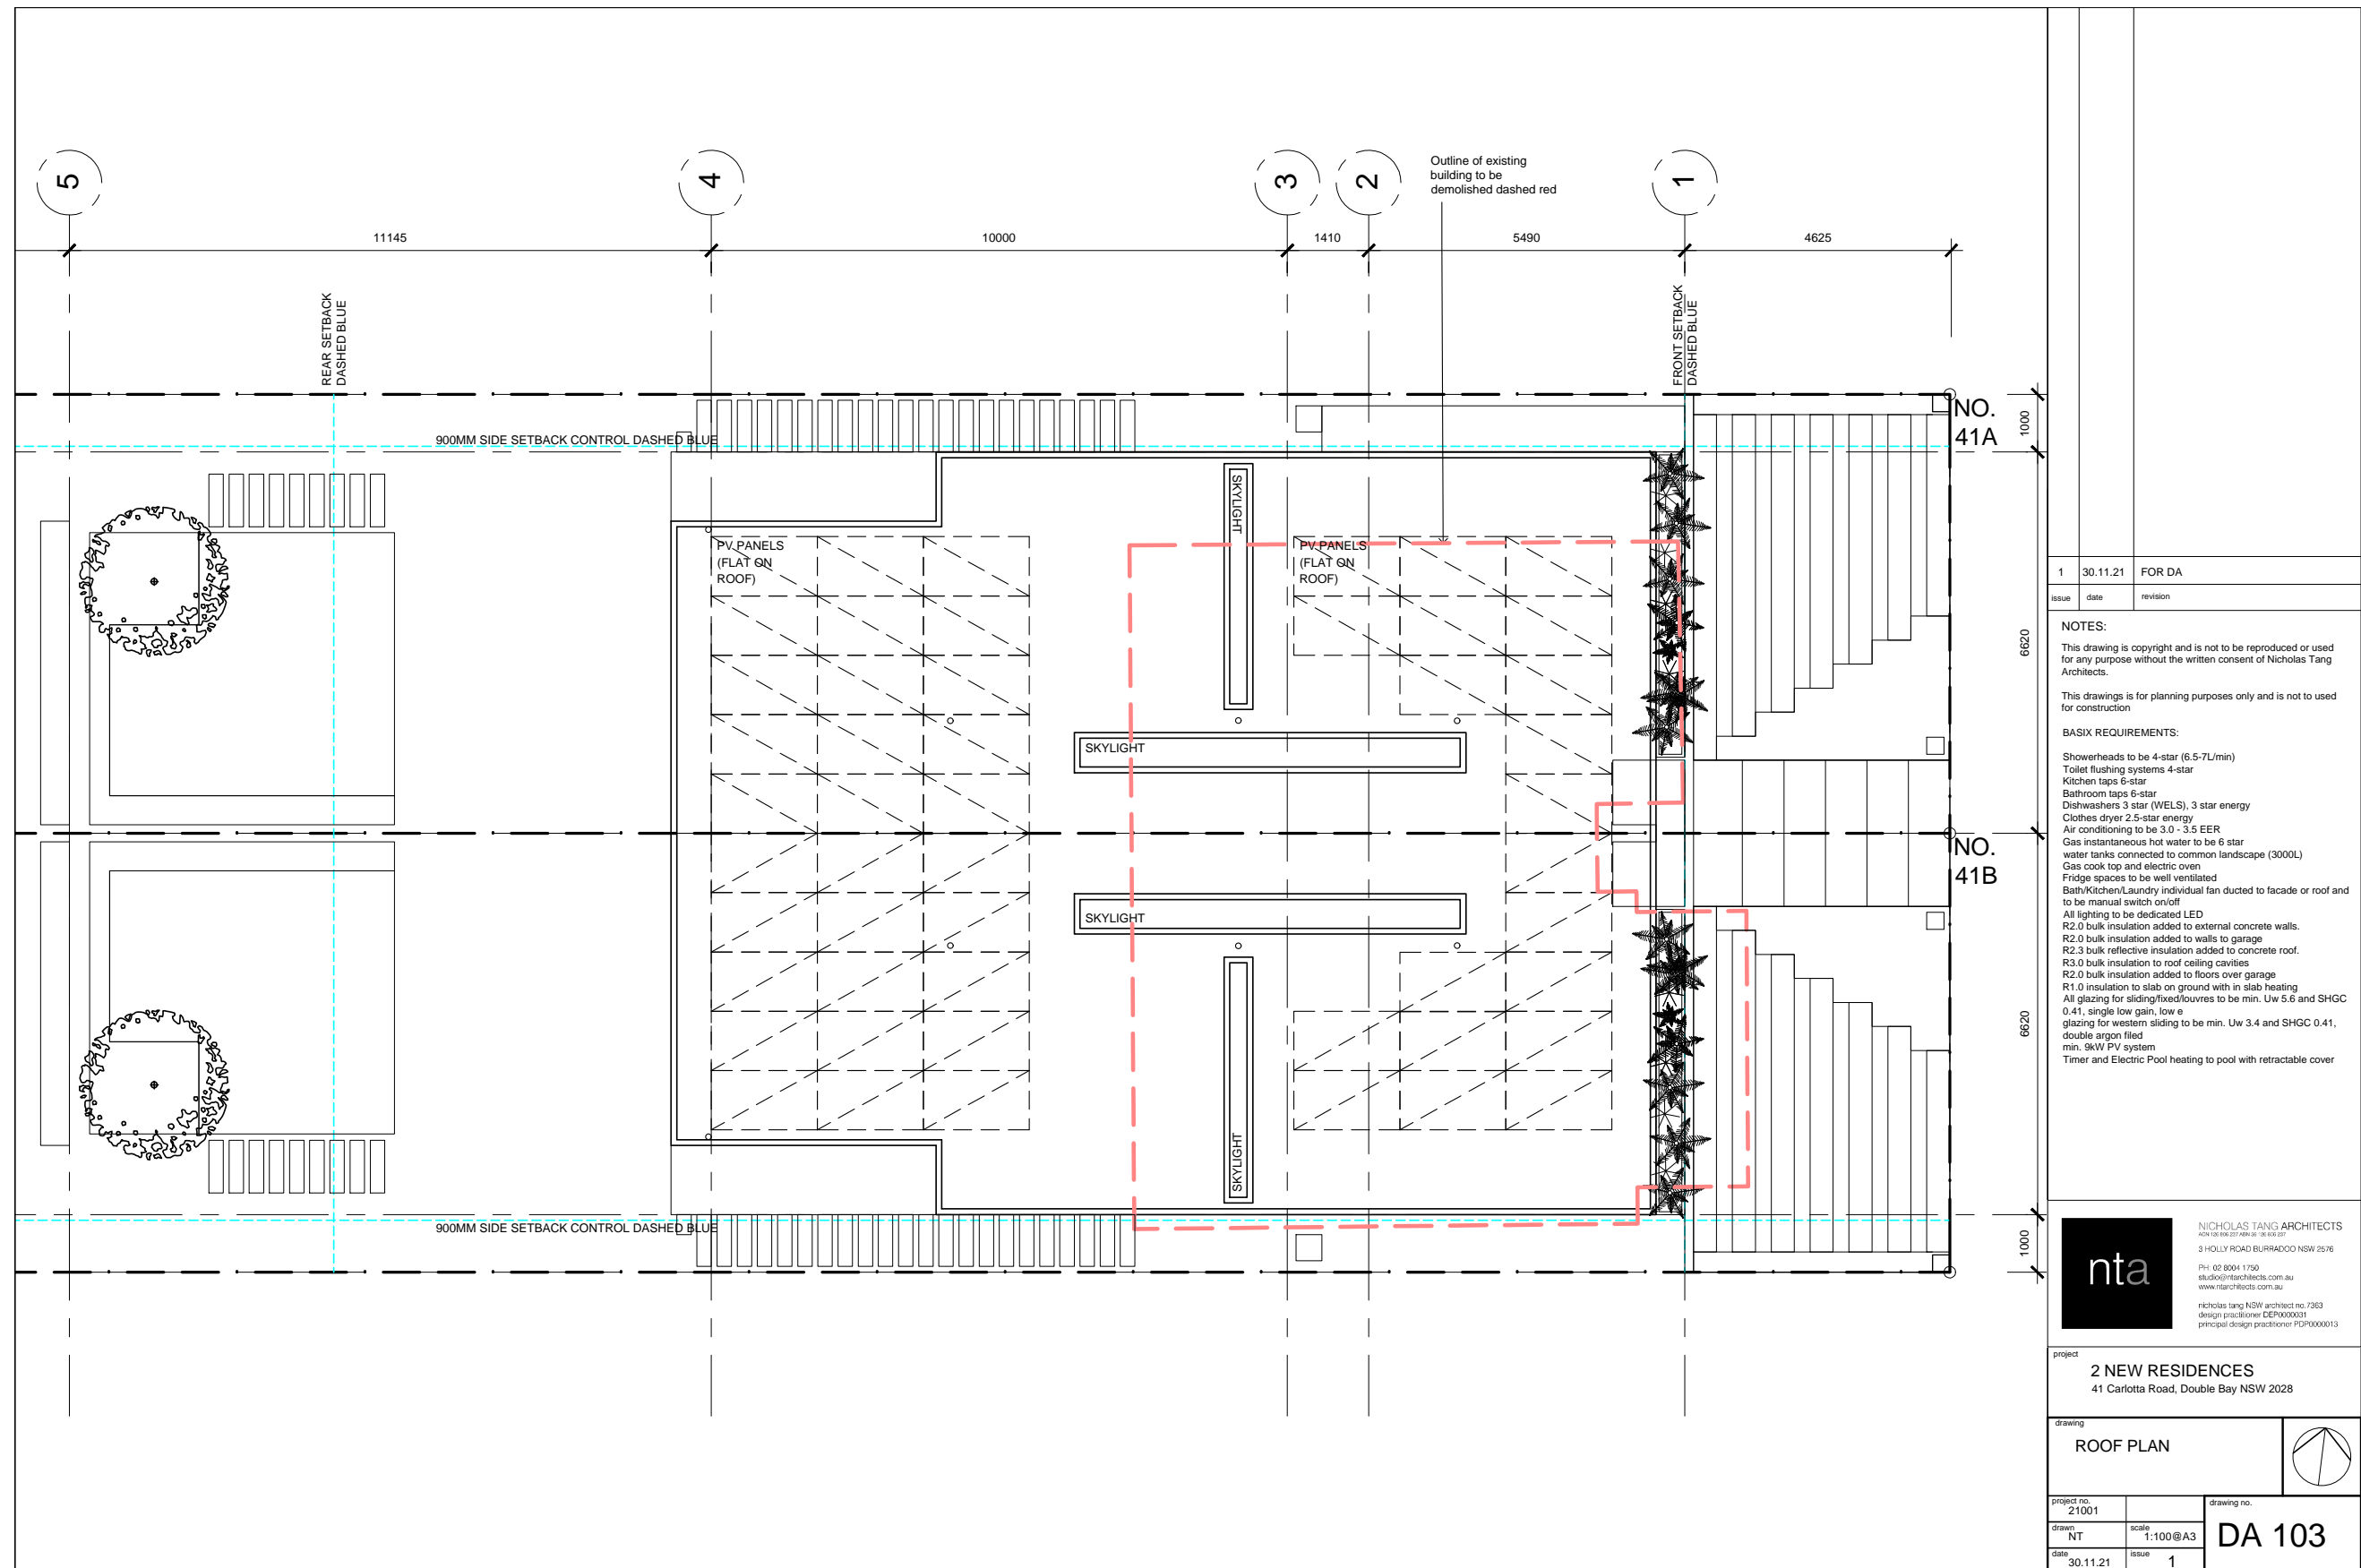 5
4
3
2
1
Outline of existing
building to be
demolished dashed red
11145
10000
1410
5490
4625
REAR SETBACK
DASHED BLUE
FRONT SETBACK
DASHED BLUE
NO.
41A
1000
900MM SIDE SETBACK CONTROL DASHED BLUE
SKYLIGHT
PV PANELS
(FLAT ON
ROOF)
PV PANELS
(FLAT ON
ROOF)
6620
SKYLIGHT
NO.
41B
SKYLIGHT
6620
SKYLIGHT
900MM SIDE SETBACK CONTROL DASHED BLUE
1000
1 30.11.21 FOR DA
issue date revision
NOTES:
This drawing is copyright and is not to be reproduced or used
for any purpose without the written consent of Nicholas Tang
Architects.
This drawings is for planning purposes only and is not to used
for construction
BASIX REQUIREMENTS:
Showerheads to be 4-star (6.5-7L/min)
Toilet flushing systems 4-star
Kitchen taps 6-star
Bathroom taps 6-star
Dishwashers 3 star (WELS), 3 star energy
Clothes dryer 2.5-star energy
Air conditioning to be 3.0 - 3.5 EER
Gas instantaneous hot water to be 6 star
water tanks connected to common landscape (3000L)
Gas cook top and electric oven
Fridge spaces to be well ventilated
Bath/Kitchen/Laundry individual fan ducted to facade or roof and
to be manual switch on/off
All lighting to be dedicated LED
R2.0 bulk insulation added to external concrete walls.
R2.0 bulk insulation added to walls to garage
R2.3 bulk reflective insulation added to concrete roof.
R3.0 bulk insulation to roof ceiling cavities
R2.0 bulk insulation added to floors over garage
R1.0 insulation to slab on ground with in slab heating
All glazing for sliding/fixed/louvres to be min. Uw 5.6 and SHGC
0.41, single low gain, low e
glazing for western sliding to be min. Uw 3.4 and SHGC 0.41,
double argon filed
min. 9kW PV system
Timer and Electric Pool heating to pool with retractable cover
nta
NICHOLAS TANG ARCHITECTS
3 HOLLY ROAD BURRADOO NSW 2576
PH: 02 8004 1750
studio@ntarchitects.com.au
www.ntarchitects.com.au
nicholas tang NSW architect no.7363
design practitioner DEP0000031
principal design practitioner PDP0000013
project
2 NEW RESIDENCES
41 Carlotta Road, Double Bay NSW 2028
drawing
ROOF PLAN
project no.
21001
drawn
NT
scale
1:100@A3
date
30.11.21
issue
1
drawing no.
DA 103